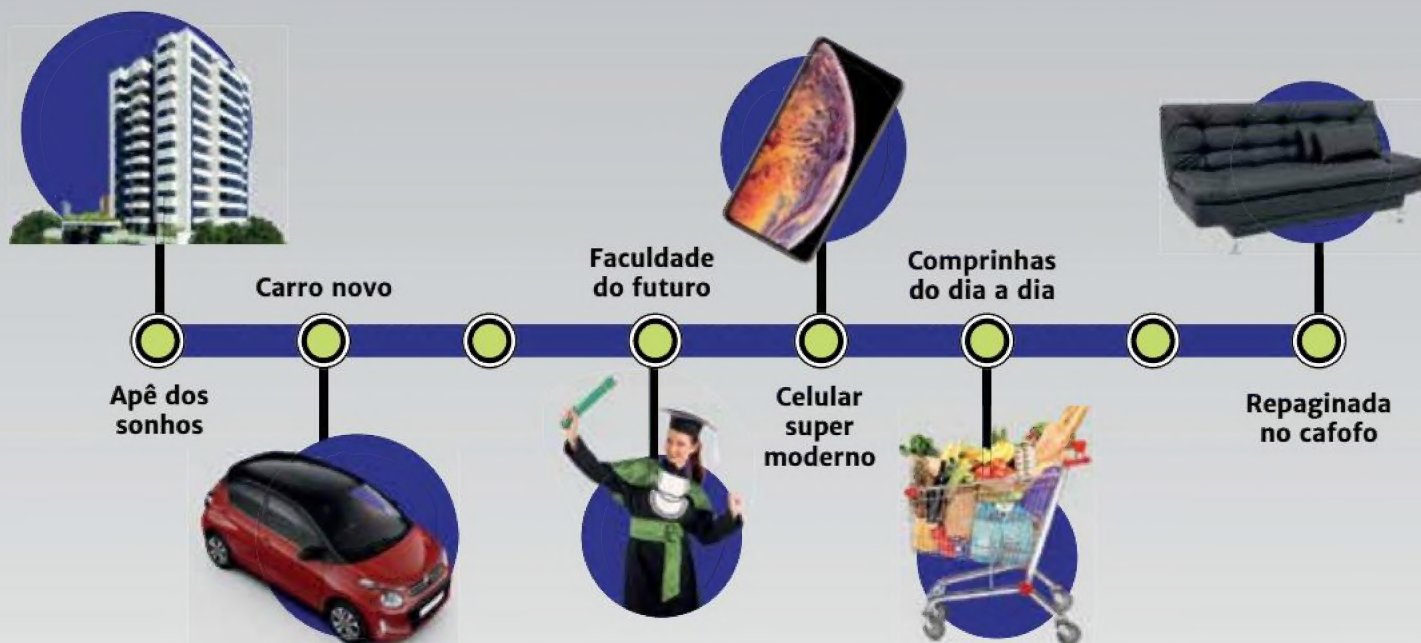 Apê dos
sonhos
Carro novo
Faculdade
do futuro
Celular
super
moderno
Comprinhas
do dia a dia
Repaginada
no cafofo